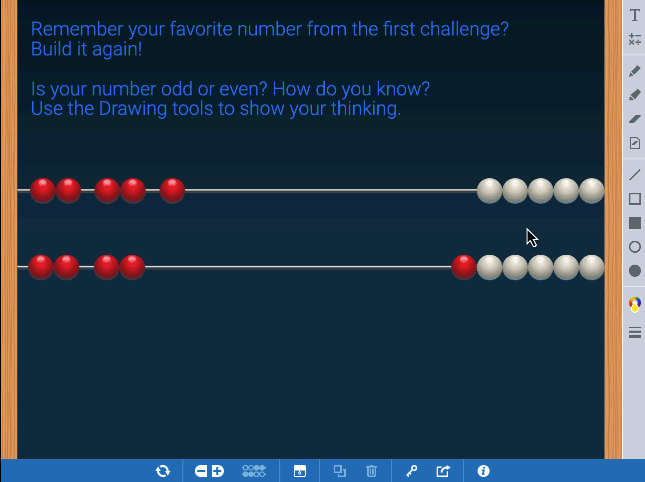 Remember your favorite number from the first challenge?
Build it again!
Is your number odd or even? How do you know?
Use the Drawing tools to show your thinking.
T